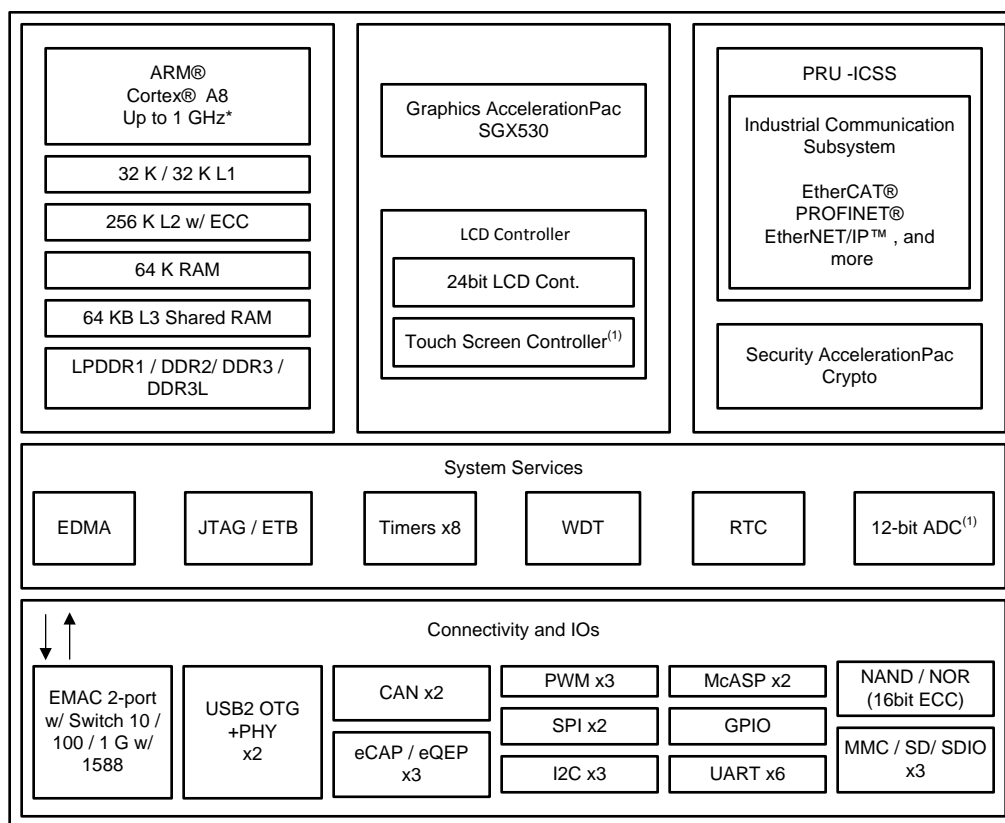 ARM®
Cortex® A8
Up to 1 GHz*
32 K / 32 K L1
256 K L2 w/ ECC
64 K RAM
64 KB L3 Shared RAM
LPDDR1 / DDR2/ DDR3 /
DDR3L
Graphics AccelerationPac
SGX530
LCD Controller
24bit LCD Cont.
Touch Screen Controller(1)
PRU -ICSS
Industrial Communication
Subsystem
EtherCAT®
PROFINET®
EtherNET/IP™ , and
more
Security AccelerationPac
Crypto
System Services
EDMA
JTAG / ETB
Timers x8
WDT
RTC
12-bit ADC(1)
Connectivity and IOs
EMAC 2-port
w/ Switch 10 /
100 / 1 G w/
1588
USB2 OTG
+PHY
x2
CAN x2
eCAP / eQEP
x3
PWM x3
SPI x2
I2C x3
McASP x2
GPIO
UART x6
NAND / NOR
(16bit ECC)
MMC / SD/ SDIO
x3